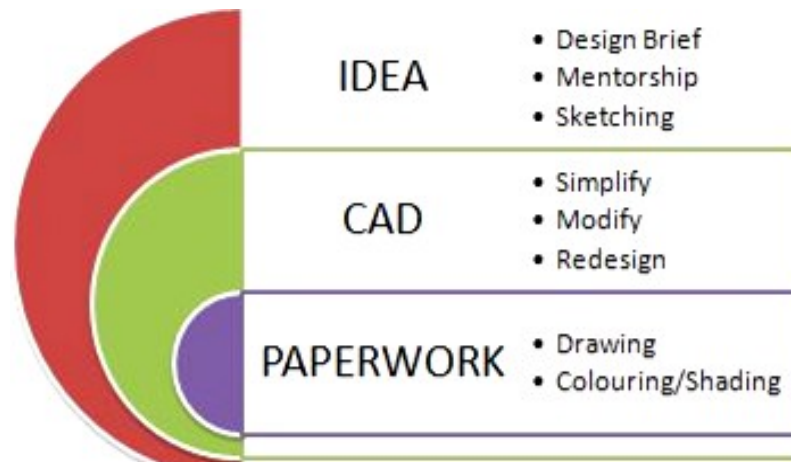 IDEA
• Design Brief
• Mentorship
• Sketching
CAD
• Simplify
• Modify
• Redesign
PAPERWORK
• Drawing
• Colouring/Shading